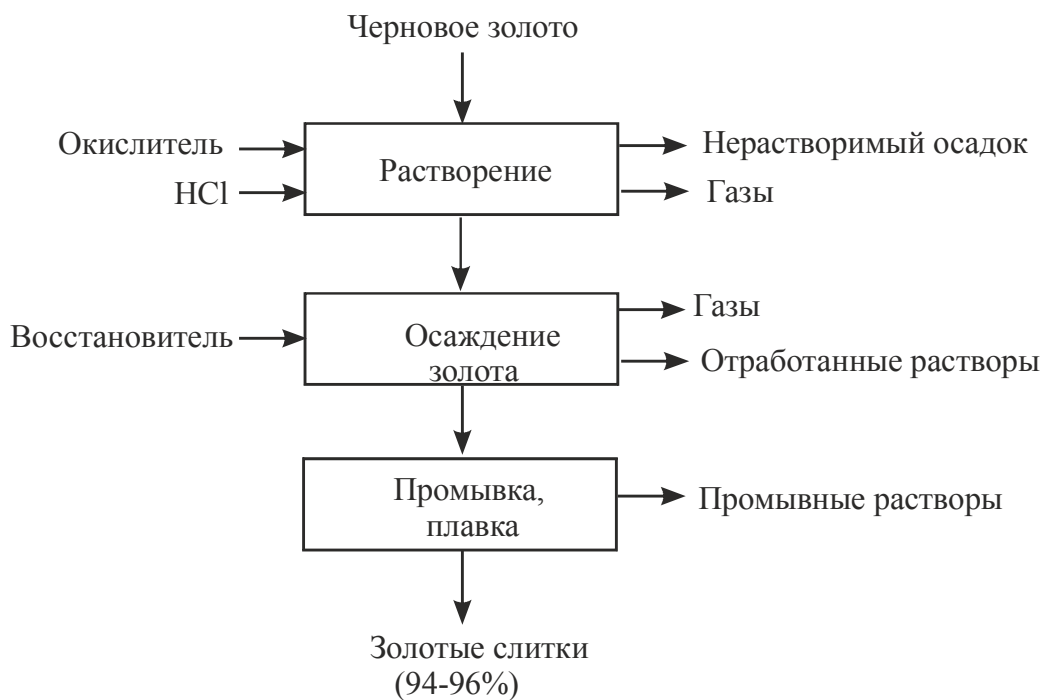 Черновое золото
Окислитель
HCl
Растворение
Нерастворимый осадок
Газы
Восстановитель
Осаждение
золота
Газы
Отработанные растворы
Промывка,
плавка
Промывные растворы
Золотые слитки
(94-96%)